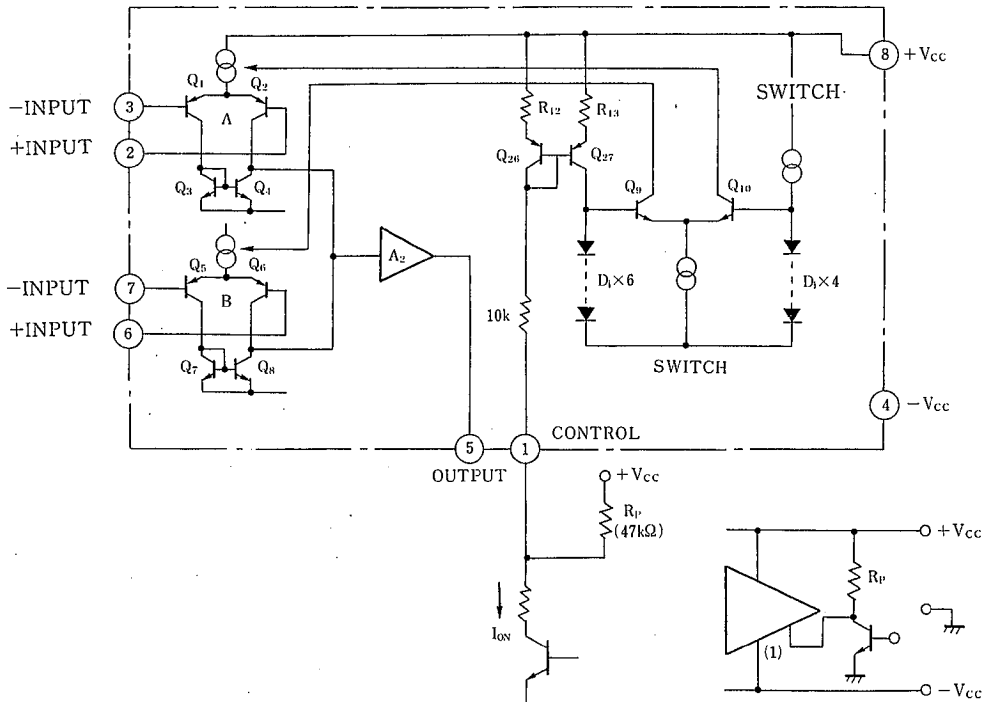 8 +Vcc
Q1 Q2
SWITCH
-INPUT 3
A
R12 R13
+INPUT 2
Q26 Q27
Q3 Q4
Q9 Q10
Q5 Q6
A2
Di×6 Di×4
-INPUT 7
B
+INPUT 6
10k
Q7 Q8
SWITCH
4 -Vcc
5 1 CONTROL
OUTPUT
+Vcc
RP
(47kΩ)
+Vcc
RP
ION
(1)
-Vcc